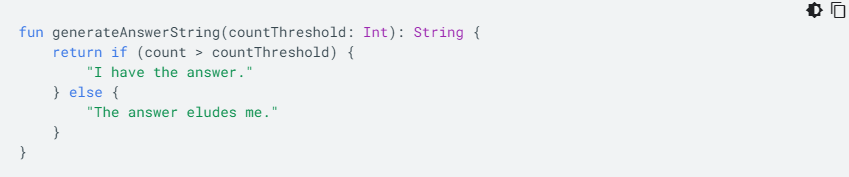 fun generateAnswerString(countThreshold: Int): String {
    return if (count > countThreshold) {
        "I have the answer."
    } else {
        "The answer eludes me."
    }
}